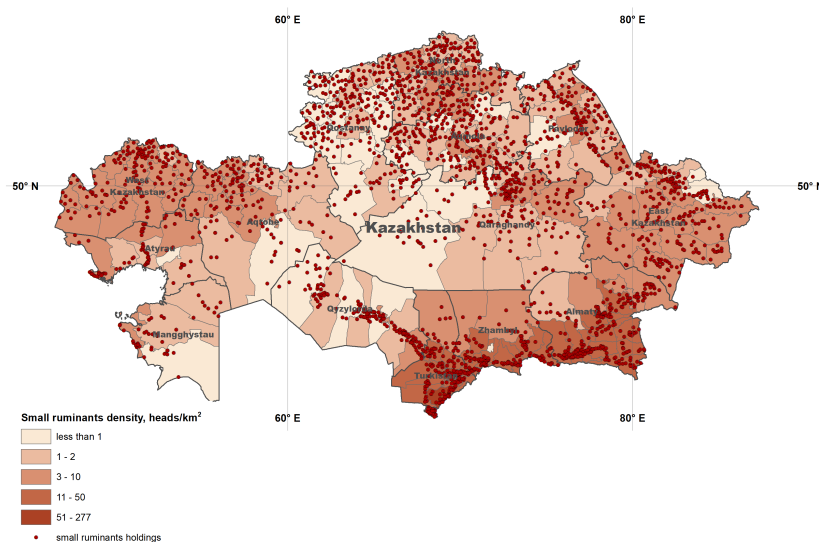 60° E
80° E
North
Kazakhstan
Qostanay
Pavlodar
50° N
50° N
West
Kazakhstan
East
Kazakhstan
Aqtobe
Kazakhstan
Qaraghandy
Atyrau
Qyzylorda
Almaty
Mangghystau
Zhambyl
Turkistan
60° E
80° E
Small ruminants density, heads/km²
less than 1
1 - 2
3 - 10
11 - 50
51 - 277
small ruminants holdings